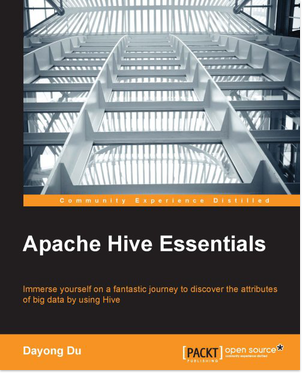 Community Experience Distilled
Apache Hive Essentials
Immerse yourself on a fantastic journey to discover the attributes
of big data by using Hive
Dayong Du
[PACKT] open source*
PUBLISHING